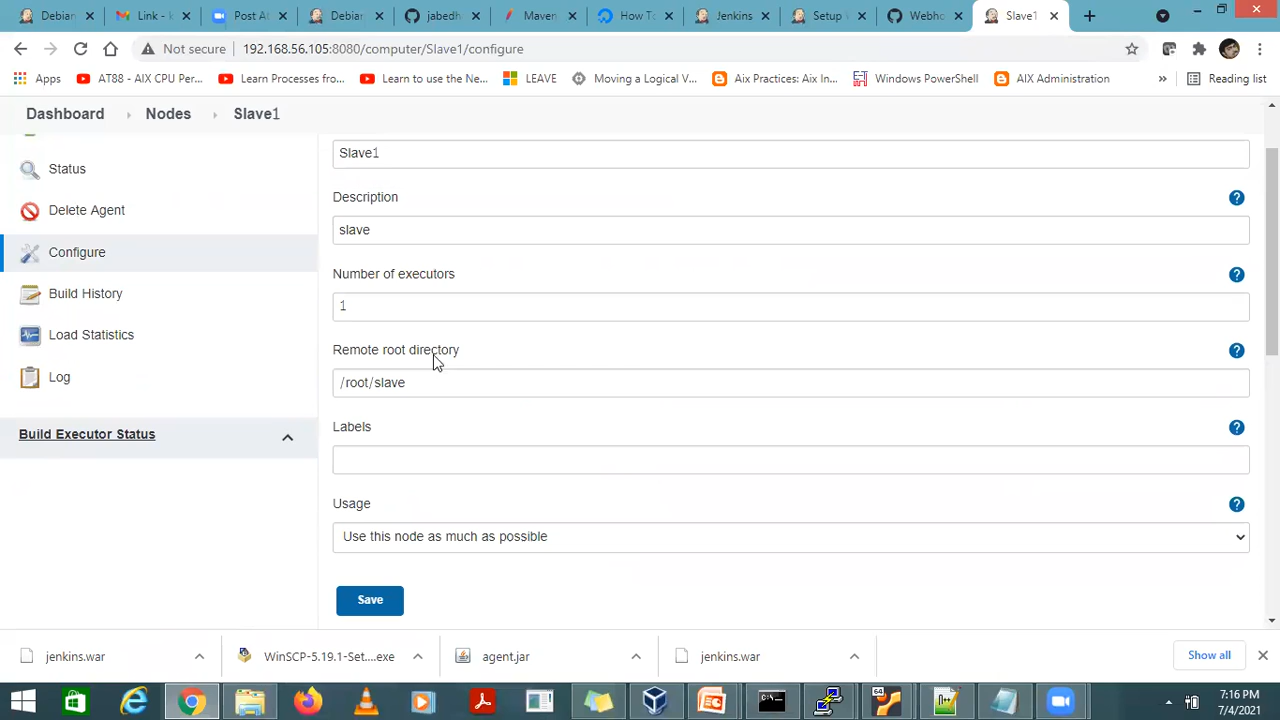 Debian
Link - k
Post At
Debian
jabedh
Maven
How To
Jenkins
Setup
Webho
Slave1
Not secure
192.168.56.105:8080/computer/Slave1/configure
Apps
AT88 - AIX CPU Per...
Learn Processes from...
Learn to use the Ne...
LEAVE
Moving a Logical V...
Aix Practices: Aix In...
Windows PowerShell
AIX Administration
»
Reading list
Dashboard
Nodes
Slave1
Status
Delete Agent
Configure
Build History
Load Statistics
Log
Build Executor Status
Slave1
Description
slave
Number of executors
1
Remote root directory
/root/slave
Labels
Usage
Use this node as much as possible
Save
jenkins.war
WinSCP-5.19.1-Set....exe
agent.jar
jenkins.war
Show all
7:16 PM
7/4/2021